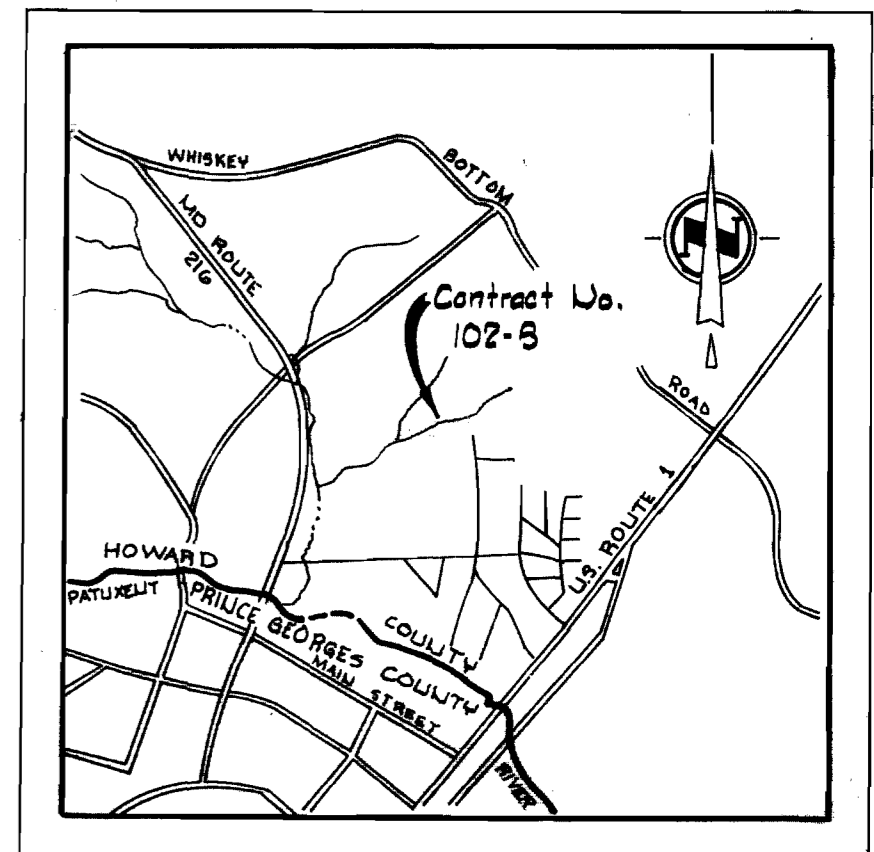 WHISKEY
BOTTOM
MD ROUTE
216
N
Contract No.
102-B
ROAD
U.S. ROUTE 1
HOWARD
COUNTY
PATUXENT
PRINCE GEORGES COUNTY
MAIN STREET
RIVER